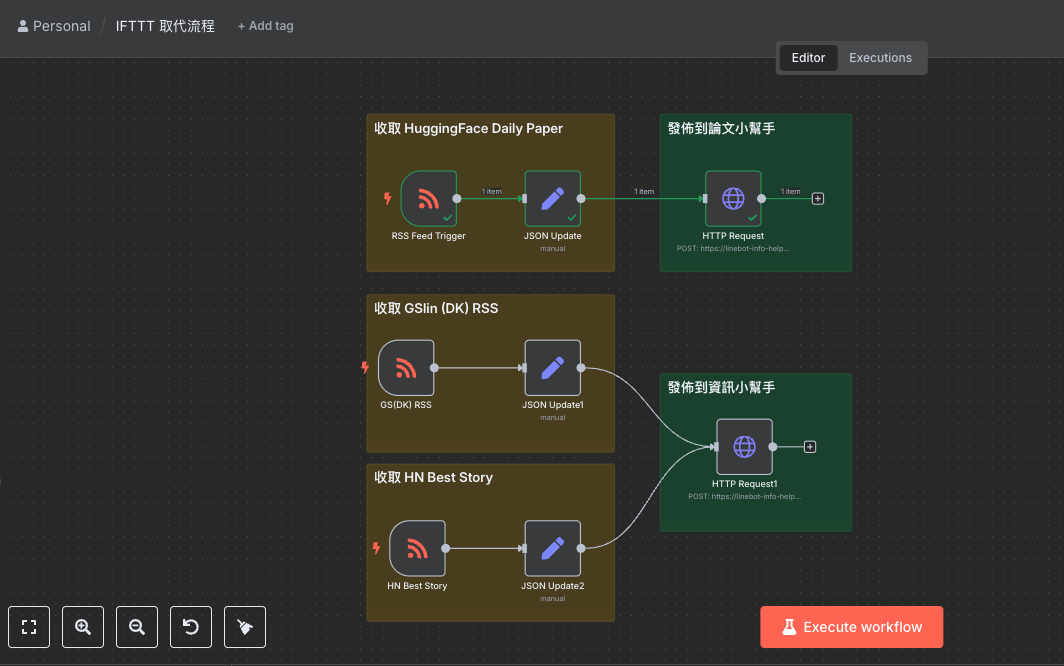 Personal / IFTTT 取代流程 + Add tag
Editor Executions
收取 HuggingFace Daily Paper
發佈到論文小幫手
1 item 1 item 1 item
RSS Feed Trigger JSON Update HTTP Request
manual POST: https://linebot-info-help...
收取 GSlin (DK) RSS
發佈到資訊小幫手
GS(DK) RSS JSON Update1
manual
收取 HN Best Story
HTTP Request1
POST: https://linebot-info-help...
HN Best Story JSON Update2
manual
Execute workflow